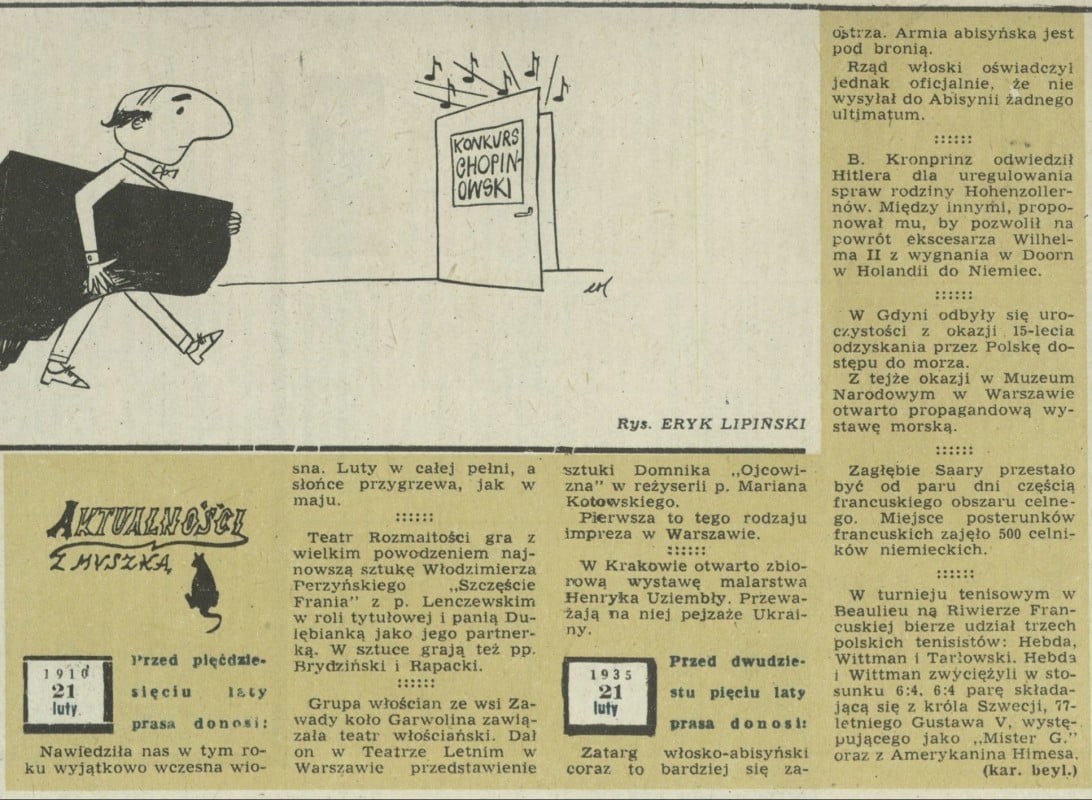 KONKURS
CHOPIN-
OWSKI
Rys. ERYK LIPIŃSKI
AKTUALNOŚCI
Z MYSZKĄ
1910
21
luty
Przed pięćdzie-
sięciu laty
prasa donosi:
Nawiedziła nas w tym ro-
ku wyjątkowo wczesna wio-
sna. Luty w całej pełni, a
słońce przygrzewa, jak w
maju.
::::::
Teatr Rozmaitości gra z
wielkim powodzeniem naj-
nowszą sztukę Włodzimierza
Perzyńskiego „Szczęście
Frania” z p. Lenczewskim
w roli tytułowej i panią Du-
lębianką jako jego partner-
ką. W sztuce grają też pp.
Brydziński i Rapacki.
::::::
Grupa włościan ze wsi Za-
wady koło Garwolina zawią-
zała teatr włościański. Dał
on w Teatrze Letnim w
Warszawie przedstawienie
sztuki Domnika „Ojcowi-
zna” w reżyserii p. Mariana
Kotowskiego.
Pierwsza to tego rodzaju
impreza w Warszawie.
::::::
W Krakowie otwarto zbio-
rową wystawę malarstwa
Henryka Uziembły. Przewa-
żają na niej pejzaże Ukrai-
ny.
1935
21
luty
Przed dwudzie-
stu pięciu laty
prasa donosi:
Zatarg włosko-abisyński
coraz to bardziej się za-
ostrza. Armia abisyńska jest
pod bronią.
Rząd włoski oświadczył
jednak oficjalnie, że nie
wysyłał do Abisynii żadnego
ultimatum.
::::::
B. Kronprinz odwiedził
Hitlera dla uregulowania
spraw rodziny Hohenzoller-
nów. Między innymi, propo-
nował mu, by pozwolił na
powrót ekscesarza Wilhel-
ma II z wygnania w Doorn
w Holandii do Niemiec.
::::::
W Gdyni odbyły się uro-
czystości z okazji 15-lecia
odzyskania przez Polskę do-
stępu do morza.
Z tejże okazji w Muzeum
Narodowym w Warszawie
otwarto propagandową wy-
stawę morską.
::::::
Zagłębie Saary przestało
być od paru dni częścią
francuskiego obszaru celne-
go. Miejsce posterunków
francuskich zajęło 500 celni-
ków niemieckich.
::::::
W turnieju tenisowym w
Beaulieu na Riwierze Fran-
cuskiej bierze udział trzech
polskich tenisistów: Hebda,
Wittman i Tarłowski. Hebda
i Wittman zwyciężyli w sto-
sunku 6:4, 6:4 parę składa-
jącą się z króla Szwecji, 77-
letniego Gustawa V, wystę-
pującego jako „Mister G.”
oraz z Amerykanina Himesa.
(kar. beyl.)